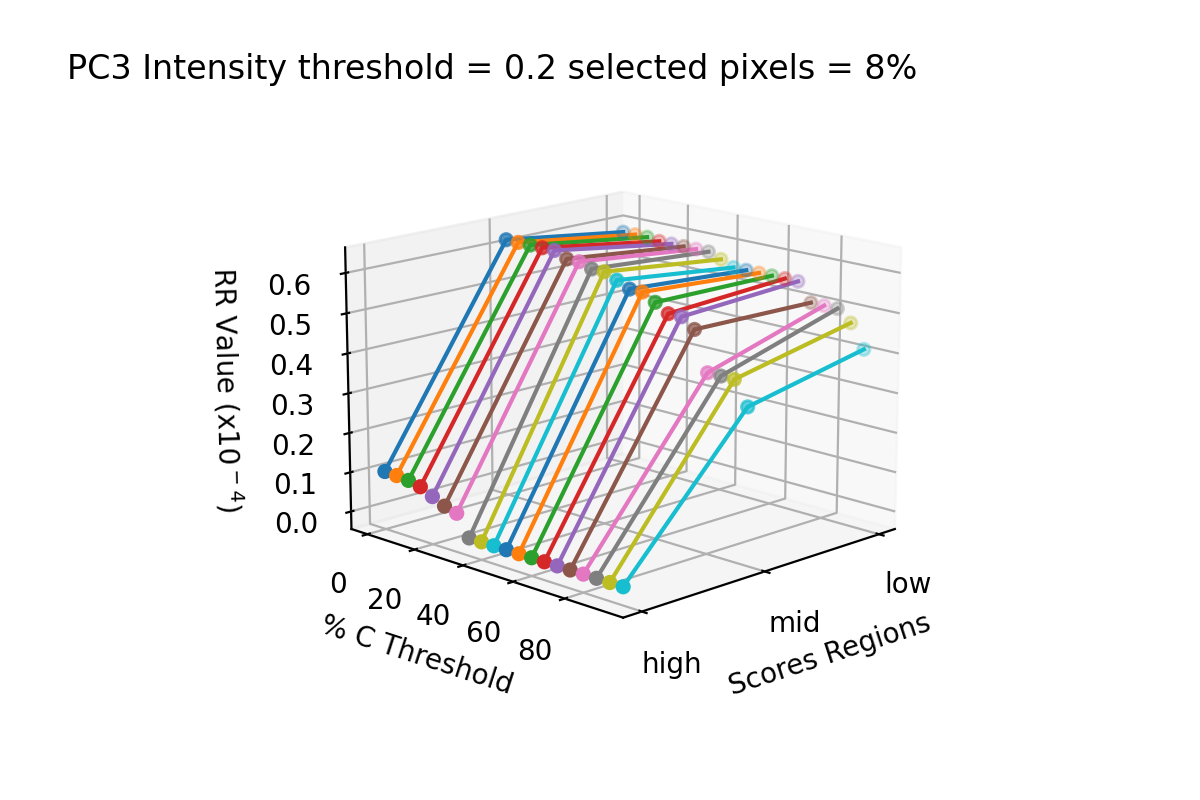 PC3 Intensity threshold = 0.2 selected pixels = 8%
RR Value (x10⁻⁴)
0.6
0.5
0.4
0.3
0.2
0.1
0.0
0
20
40
60
80
% C Threshold
high
mid
low
Scores Regions